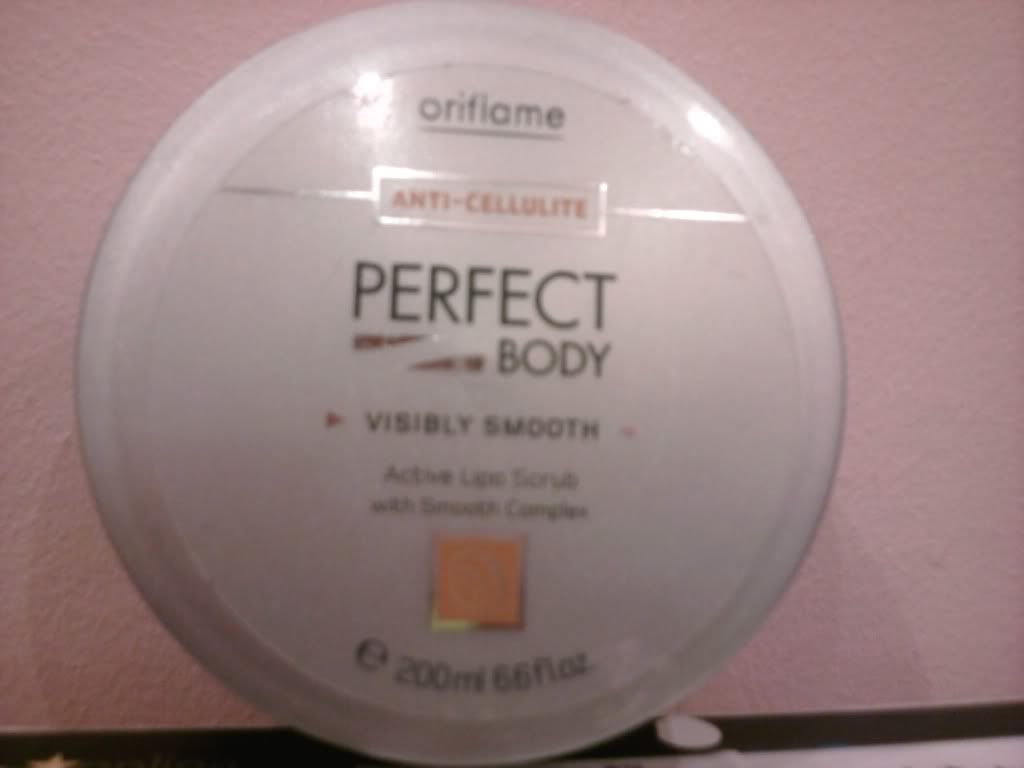 oriflame
ANTI-CELLULITE
PERFECT
BODY
VISIBLY SMOOTH
Active Lipo Scrub
with Smooth Complex
e 200ml 6.6fl.oz.